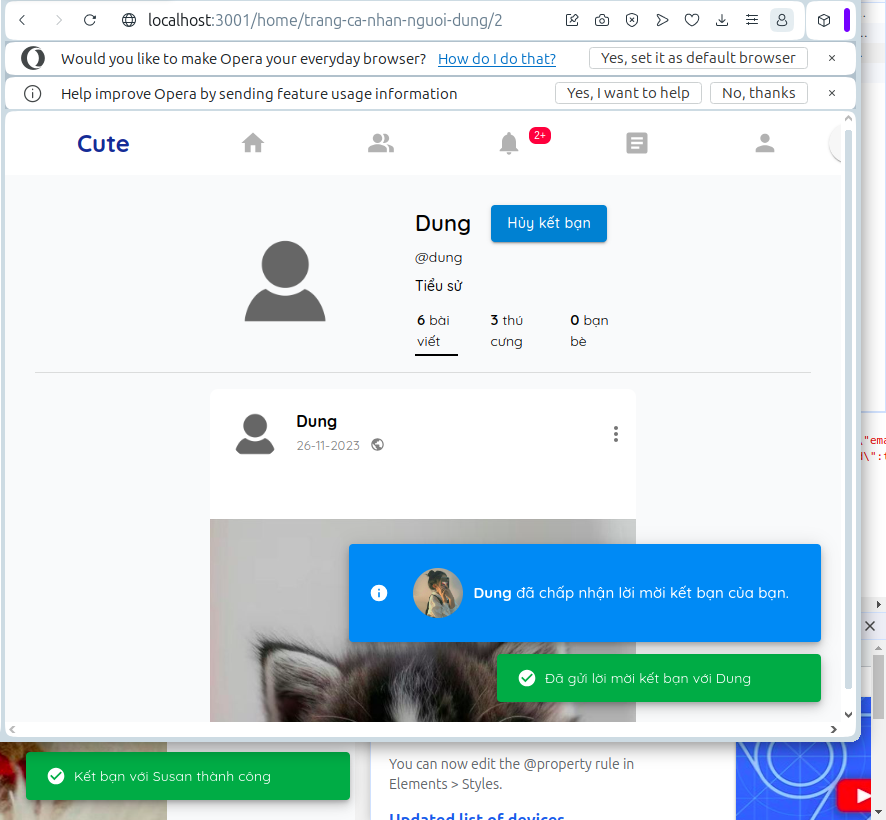 localhost:3001/home/trang-ca-nhan-nguoi-dung/2
Would you like to make Opera your everyday browser? How do I do that? Yes, set it as default browser
Help improve Opera by sending feature usage information Yes, I want to help No, thanks
Cute 2+
Dung Hủy kết bạn
@dung
Tiểu sử
6 bài viết
3 thú cưng
0 bạn bè
Dung
26-11-2023
Dung đã chấp nhận lời mời kết bạn của bạn.
Đã gửi lời mời kết bạn với Dung
Kết bạn với Susan thành công
You can now edit the @property rule in
Elements > Styles.
Updated list of devices
\"ema
d\":t